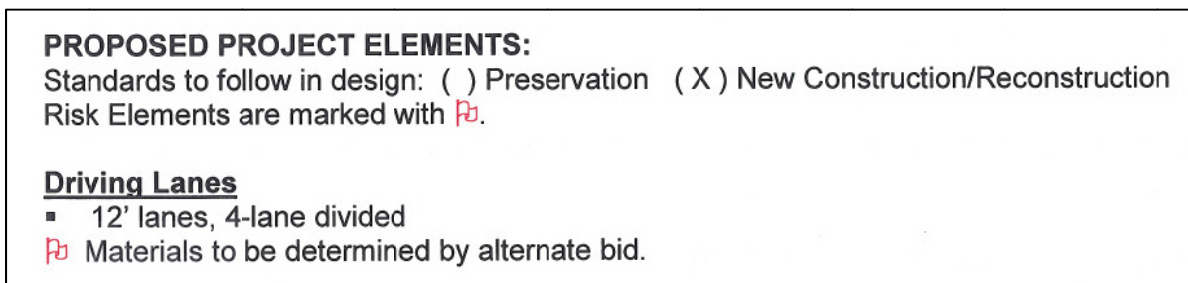 PROPOSED PROJECT ELEMENTS:
Standards to follow in design: ( ) Preservation ( X ) New Construction/Reconstruction
Risk Elements are marked with 🏳.
Driving Lanes
▪ 12' lanes, 4-lane divided
🏳 Materials to be determined by alternate bid.